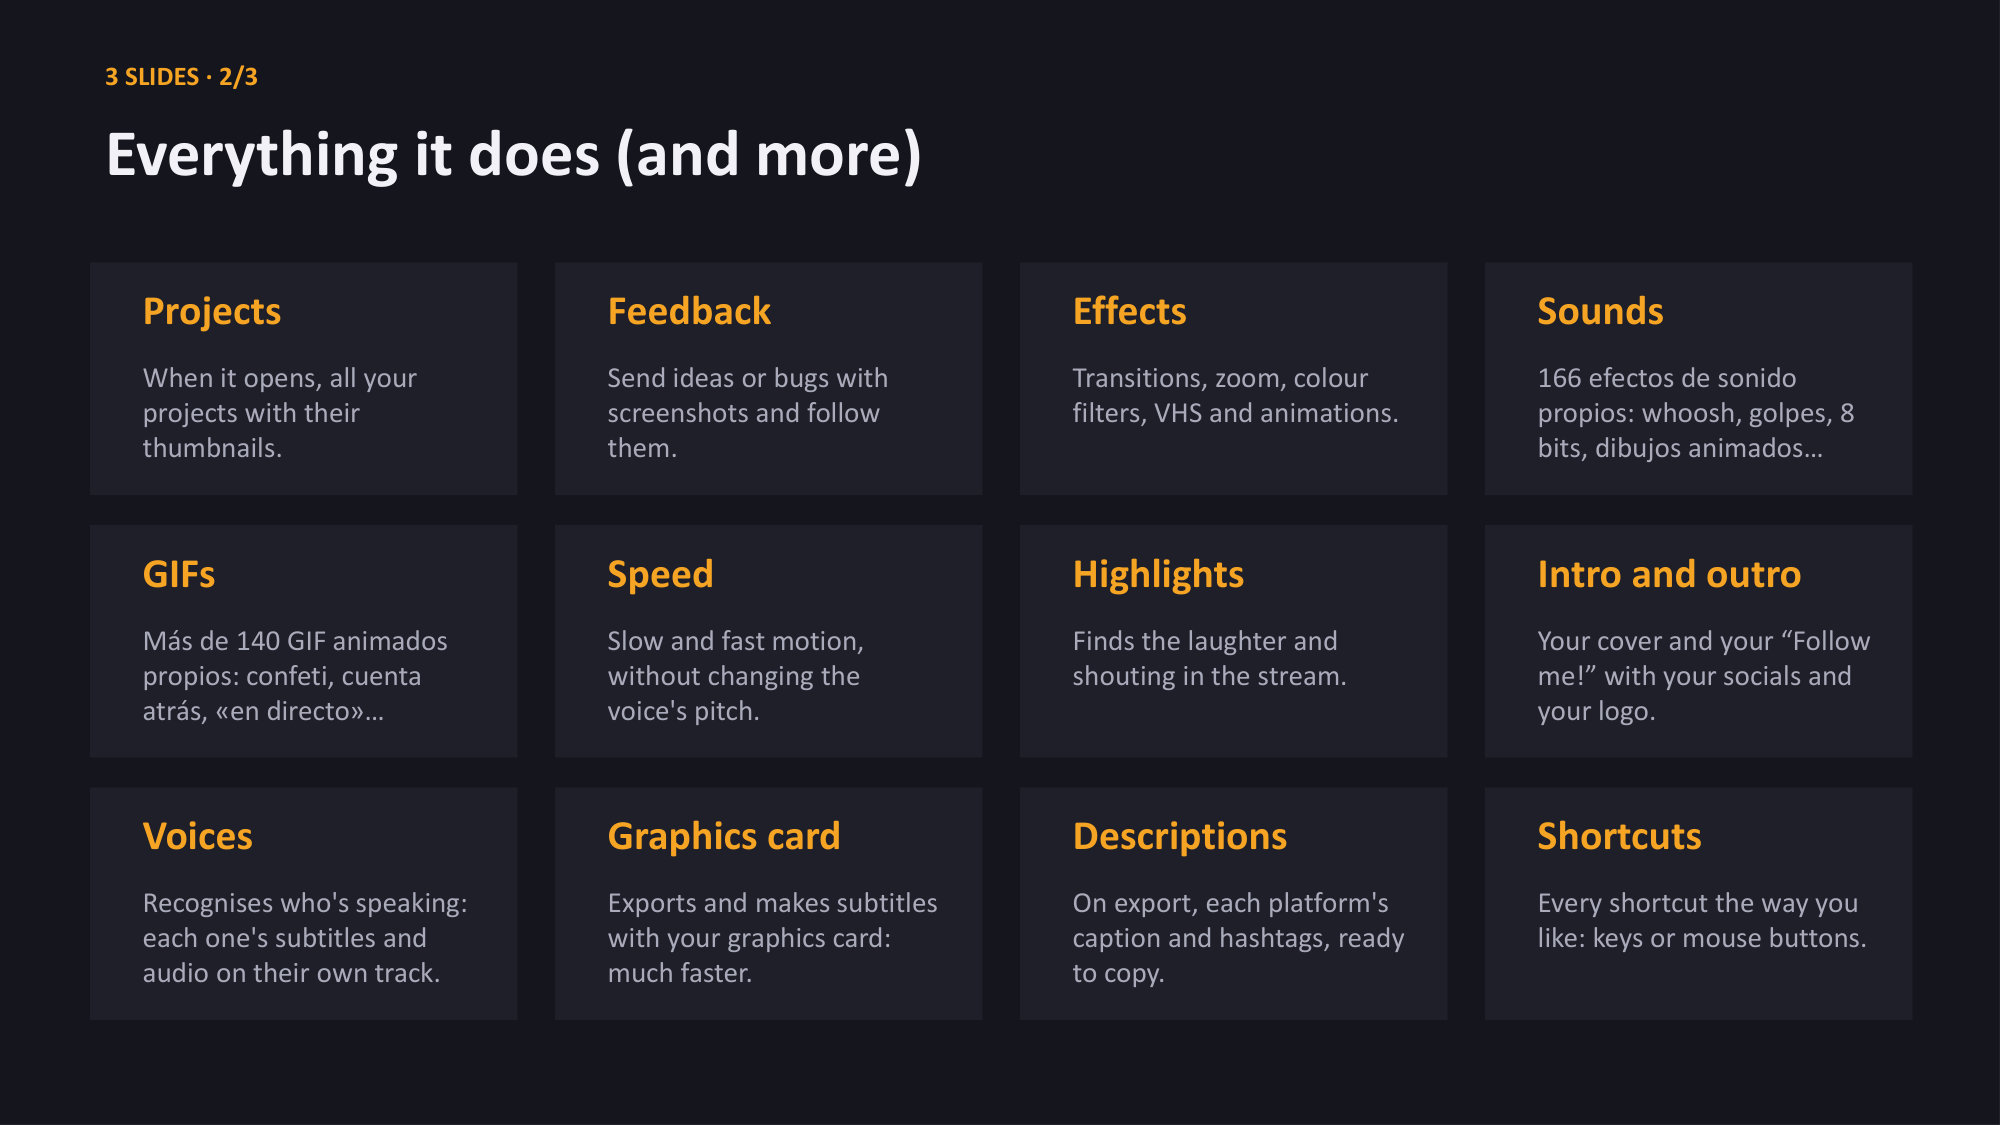 3 SLIDES · 2/3
Everything it does (and more)
Projects
When it opens, all your
projects with their
thumbnails.
Feedback
Send ideas or bugs with
screenshots and follow
them.
Effects
Transitions, zoom, colour
filters, VHS and animations.
Sounds
166 efectos de sonido
propios: whoosh, golpes, 8
bits, dibujos animados…
GIFs
Más de 140 GIF animados
propios: confeti, cuenta
atrás, «en directo»…
Speed
Slow and fast motion,
without changing the
voice's pitch.
Highlights
Finds the laughter and
shouting in the stream.
Intro and outro
Your cover and your “Follow
me!” with your socials and
your logo.
Voices
Recognises who's speaking:
each one's subtitles and
audio on their own track.
Graphics card
Exports and makes subtitles
with your graphics card:
much faster.
Descriptions
On export, each platform's
caption and hashtags, ready
to copy.
Shortcuts
Every shortcut the way you
like: keys or mouse buttons.